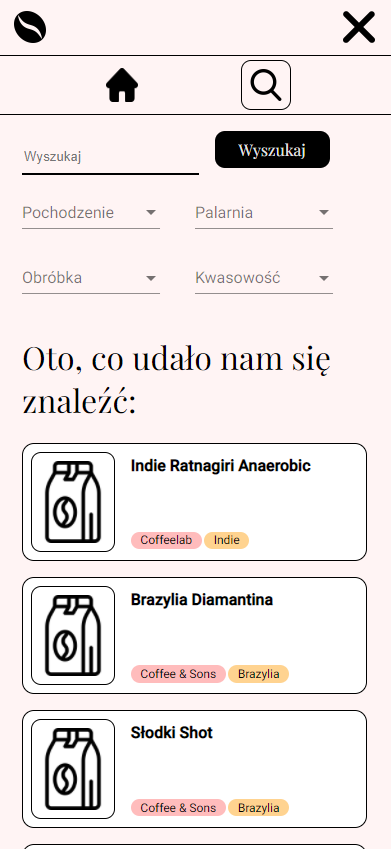 Wyszukaj
Wyszukaj
Pochodzenie
Palarnia
Obróbka
Kwasowość
Oto, co udało nam się
znaleźć:
Indie Ratnagiri Anaerobic
Coffeelab Indie
Brazylia Diamantina
Coffee & Sons Brazylia
Słodki Shot
Coffee & Sons Brazylia